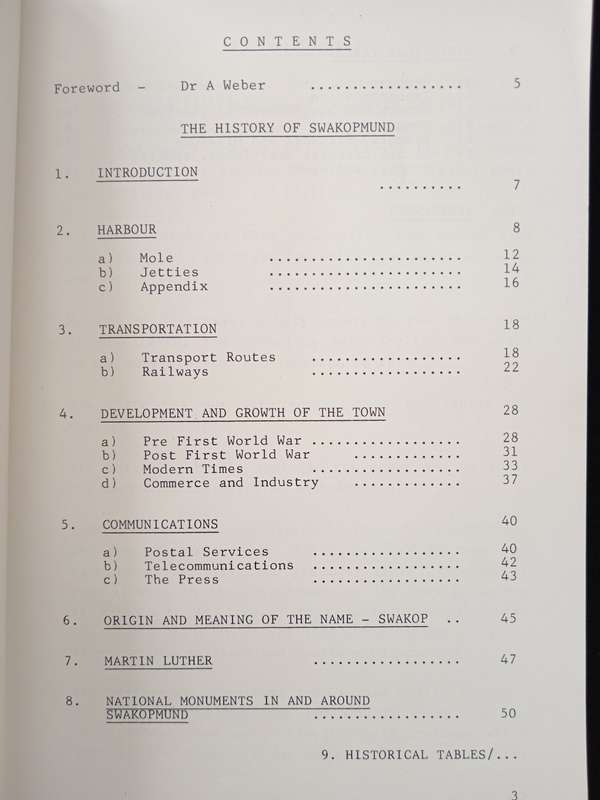 C O N T E N T S
Foreword - Dr A Weber .................. 5
THE HISTORY OF SWAKOPMUND
1. INTRODUCTION
.......... 7
2. HARBOUR 8
a) Mole ....................... 12
b) Jetties ....................... 14
c) Appendix ....................... 16
3. TRANSPORTATION 18
a) Transport Routes .................. 18
b) Railways .................. 22
4. DEVELOPMENT AND GROWTH OF THE TOWN 28
a) Pre First World War .................. 28
b) Post First World War ............. 31
c) Modern Times .................. 33
d) Commerce and Industry ............. 37
5. COMMUNICATIONS 40
a) Postal Services .................. 40
b) Telecommunications .................. 42
c) The Press .................. 43
6. ORIGIN AND MEANING OF THE NAME - SWAKOP .. 45
7. MARTIN LUTHER .................. 47
8. NATIONAL MONUMENTS IN AND AROUND
SWAKOPMUND .................. 50
9. HISTORICAL TABLES/...
3